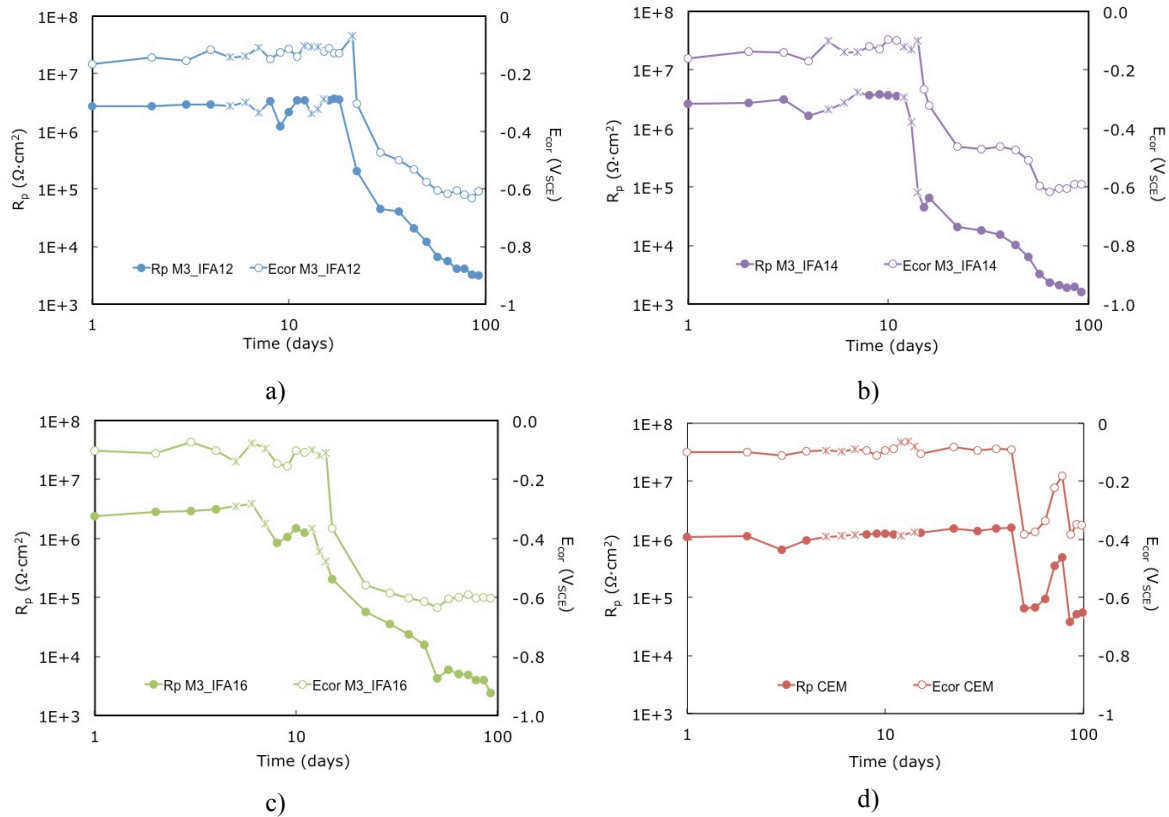 1E+8
1E+7
1E+6
1E+5
1E+4
1E+3
Rp (Ω·cm²)
0
-0.2
-0.4
-0.6
-0.8
-1
Ecor (VSCE)
Rp M3_IFA12 Ecor M3_IFA12
1 10 100
Time (days)
a)
1E+8
1E+7
1E+6
1E+5
1E+4
1E+3
Rp (Ω·cm²)
0.0
-0.2
-0.4
-0.6
-0.8
-1.0
Ecor (VSCE)
Rp M3_IFA14 Ecor M3_IFA14
1 10 100
Time (days)
b)
1E+8
1E+7
1E+6
1E+5
1E+4
1E+3
Rp (Ω·cm²)
0.0
-0.2
-0.4
-0.6
-0.8
-1.0
Ecor (VSCE)
Rp M3_IFA16 Ecor M3_IFA16
1 10 100
Time (days)
c)
1E+8
1E+7
1E+6
1E+5
1E+4
1E+3
Rp (Ω·cm²)
0
-0.2
-0.4
-0.6
-0.8
-1
Ecor (VSCE)
Rp CEM Ecor CEM
1 10 100
Time (days)
d)